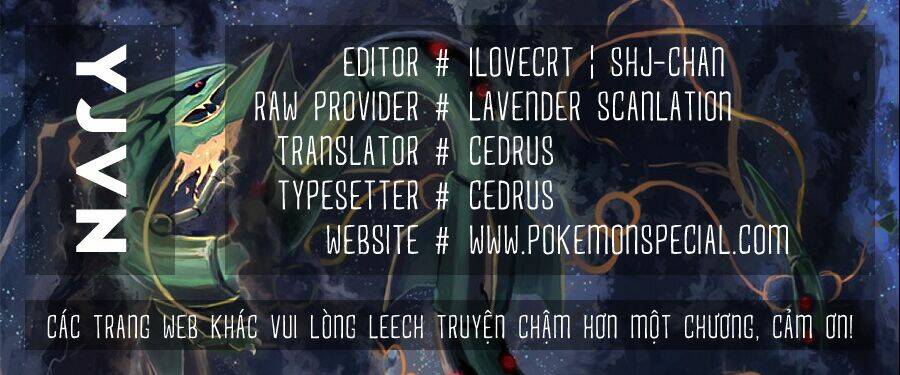 YJVN
EDITOR # ILOVECRT ¦ SHJ-CHAN
RAW PROVIDER # LAVENDER SCANLATION
TRANSLATOR # CEDRUS
TYPESETTER # CEDRUS
WEBSITE # WWW.POKEMONSPECIAL.COM
CÁC TRANG WEB KHÁC VUI LÒNG LEECH TRUYỆN CHẬM HƠN MỘT CHƯƠNG, CẢM ƠN!